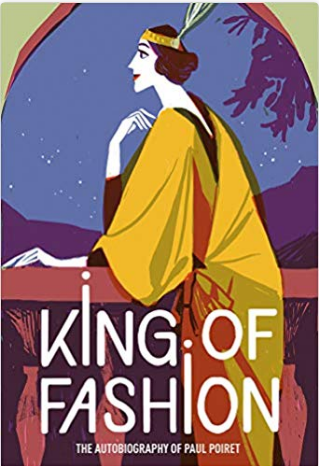 KiNG OF
FASHiON
THE AUTOBIOGRAPHY OF PAUL POIRET